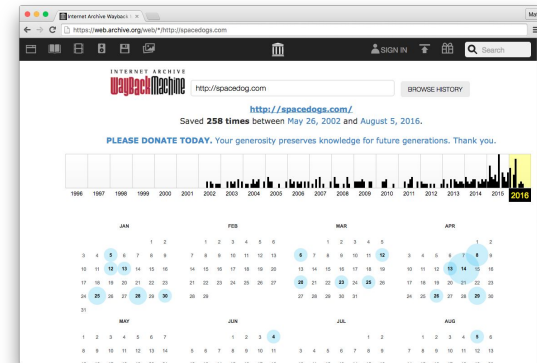 Internet Archive Wayback
Mat
https://web.archive.org/web/*/http://spacedogs.com
SIGN IN
Search
INTERNET ARCHIVE
WayBackMachine
http://spacedog.com
BROWSE HISTORY
http://spacedogs.com/
Saved 258 times between May 26, 2002 and August 5, 2016.
PLEASE DONATE TODAY. Your generosity preserves knowledge for future generations. Thank you.
1996 1997 1998 1999 2000 2001 2002 2003 2004 2005 2006 2007 2008 2009 2010 2011 2012 2013 2014 2015 2016
JAN FEB MAR APR
1 2 1 2 3 4 5 6 1 2 3 4 5 1 2
3 4 5 6 7 8 9 7 8 9 10 11 12 13 6 7 8 9 10 11 12 3 4 5 6 7 8 9
10 11 12 13 14 15 16 14 15 16 17 18 19 20 13 14 15 16 17 18 19 10 11 12 13 14 15 16
17 18 19 20 21 22 23 21 22 23 24 25 26 27 20 21 22 23 24 25 26 17 18 19 20 21 22 23
24 25 26 27 28 29 30 28 29 27 28 29 30 31 24 25 26 27 28 29 30
31
MAY JUN JUL AUG
1 2 3 4 5 6 7 1 2 3 4 1 2 1 2 3 4 5 6
8 9 10 11 12 13 14 5 6 7 8 9 10 11 3 4 5 6 7 8 9 7 8 9 10 11 12 13